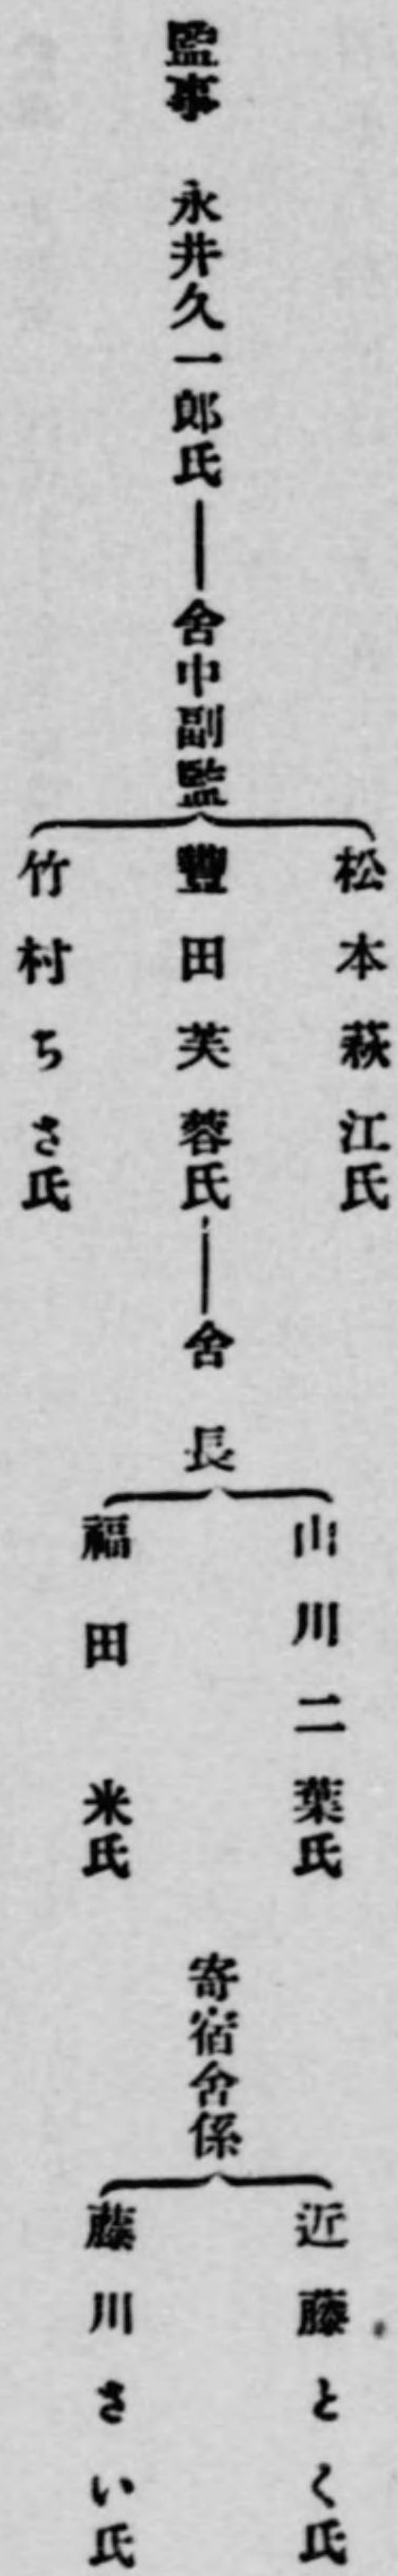 監事 永井久一郎氏――舍中副監
松本萩江氏
豐田芙蓉氏――舍長
竹村ちさ氏
山川二葉氏
福田米氏
寄宿舍係
近藤とく氏
藤川さい氏